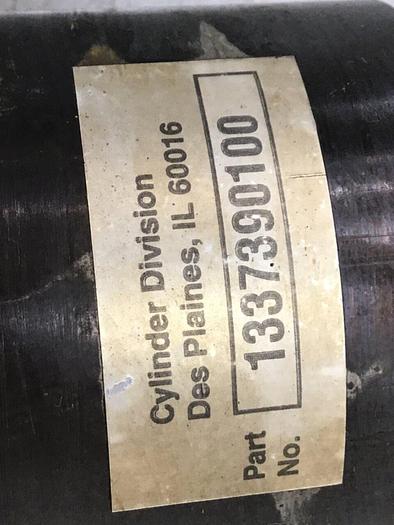 Cylinder Division
Des Plaines, IL 60016
Part
No.
1337390100